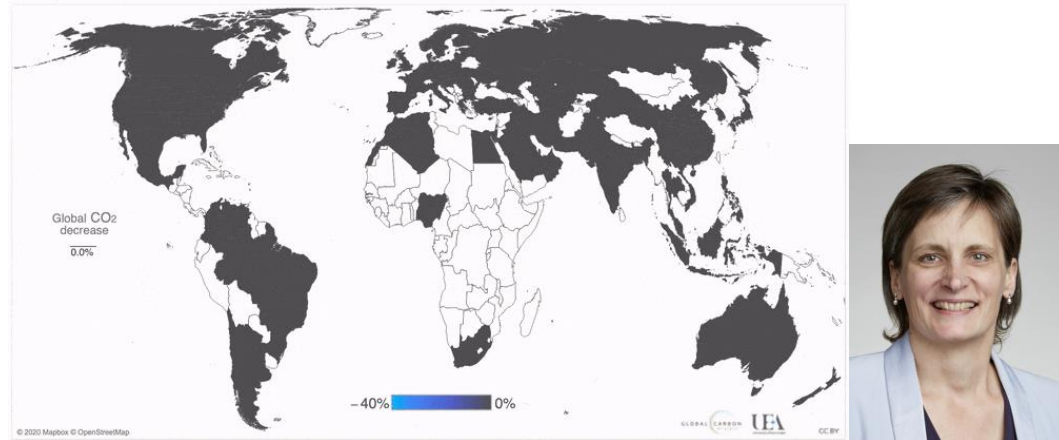 Global CO2
decrease
0.0%
−40%
0%
GLOBAL CARBON
UEA
© 2020 Mapbox © OpenStreetMap
CC BY